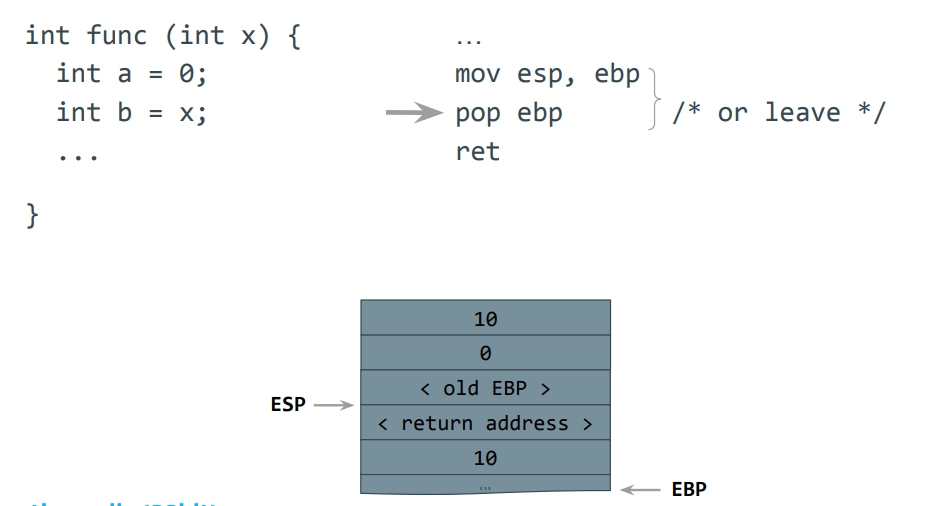 int func (int x) {
int a = 0;
int b = x;
...
}
...
mov esp, ebp
pop ebp
ret
/* or leave */
10
0
< old EBP >
ESP
< return address >
10
...
EBP